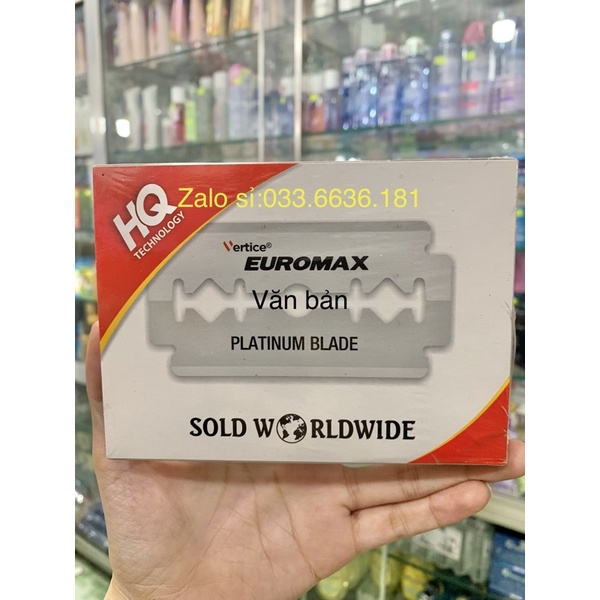 HQ
TECHNOLOGY
Zalo sỉ:033.6636.181
Vertice®
EUROMAX
Văn bản
PLATINUM BLADE
SOLD WORLDWIDE